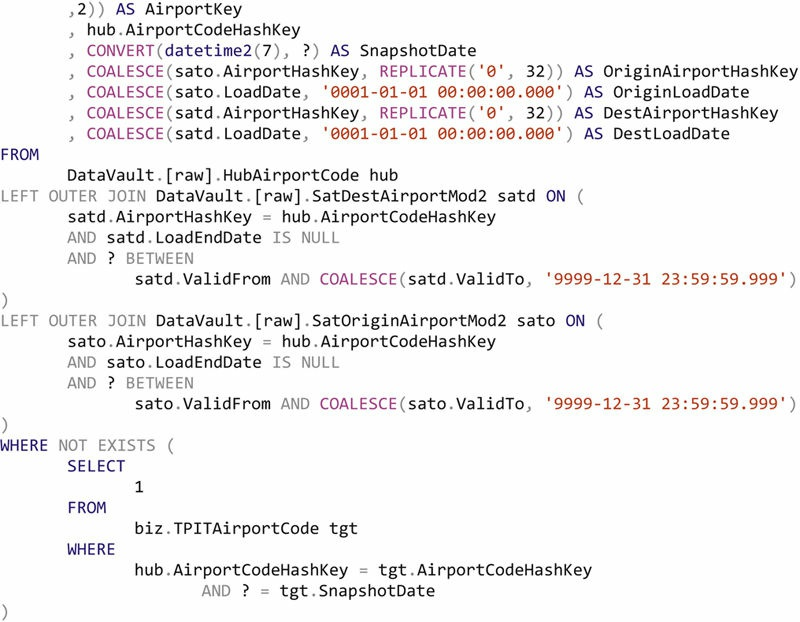 ,2)) AS AirportKey
, hub.AirportCodeHashKey
, CONVERT(datetime2(7), ?) AS SnapshotDate
, COALESCE(sato.AirportHashKey, REPLICATE('0', 32)) AS OriginAirportHashKey
, COALESCE(sato.LoadDate, '0001-01-01 00:00:00.000') AS OriginLoadDate
, COALESCE(satd.AirportHashKey, REPLICATE('0', 32)) AS DestAirportHashKey
, COALESCE(satd.LoadDate, '0001-01-01 00:00:00.000') AS DestLoadDate
FROM
DataVault.[raw].HubAirportCode hub
LEFT OUTER JOIN DataVault.[raw].SatDestAirportMod2 satd ON (
satd.AirportHashKey = hub.AirportCodeHashKey
AND satd.LoadEndDate IS NULL
AND ? BETWEEN
satd.ValidFrom AND COALESCE(satd.ValidTo, '9999-12-31 23:59:59.999')
)
LEFT OUTER JOIN DataVault.[raw].SatOriginAirportMod2 sato ON (
sato.AirportHashKey = hub.AirportCodeHashKey
AND sato.LoadEndDate IS NULL
AND ? BETWEEN
sato.ValidFrom AND COALESCE(sato.ValidTo, '9999-12-31 23:59:59.999')
)
WHERE NOT EXISTS (
SELECT
1
FROM
biz.TPITAirportCode tgt
WHERE
hub.AirportCodeHashKey = tgt.AirportCodeHashKey
AND ? = tgt.SnapshotDate
)